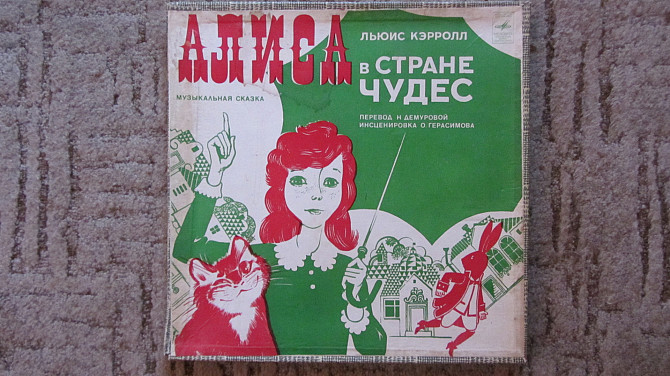 АЛИСА
ЛЬЮИС КЭРРОЛЛ
В СТРАНЕ
ЧУДЕС
МУЗЫКАЛЬНАЯ СКАЗКА
ПЕРЕВОД Н ДЕМУРОВОЙ
ИНСЦЕНИРОВКА О ГЕРАСИМОВА